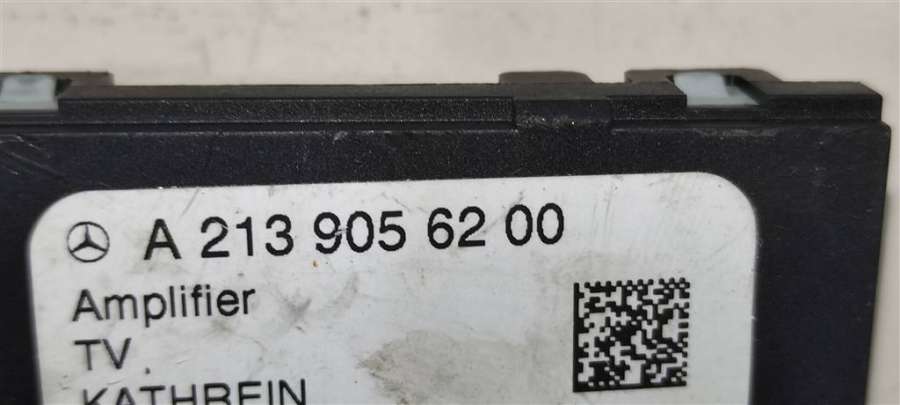 A 213 905 62 00
Amplifier
TV
KATHREIN